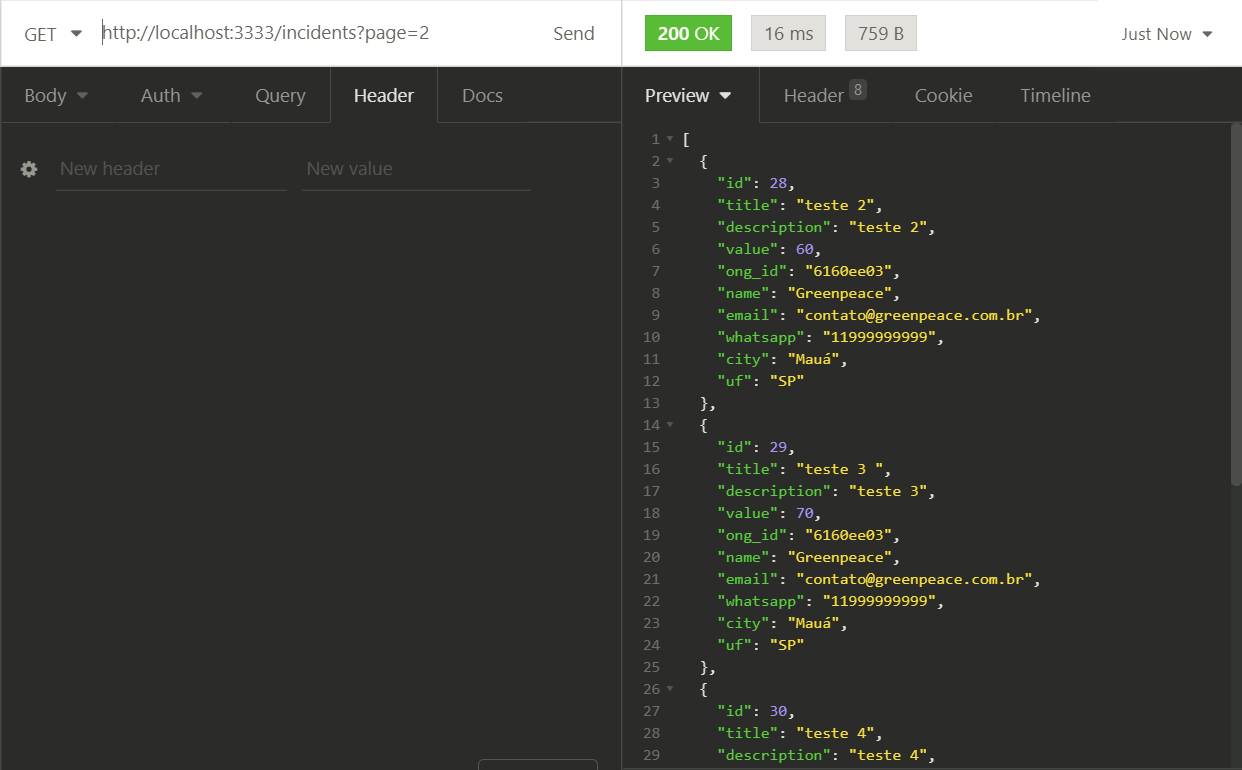 GET http://localhost:3333/incidents?page=2 Send
200 OK 16 ms 759 B Just Now
Body Auth Query Header Docs
New header New value
Preview Header 8 Cookie Timeline
1 [
2 {
3 "id": 28,
4 "title": "teste 2",
5 "description": "teste 2",
6 "value": 60,
7 "ong_id": "6160ee03",
8 "name": "Greenpeace",
9 "email": "contato@greenpeace.com.br",
10 "whatsapp": "11999999999",
11 "city": "Mauá",
12 "uf": "SP"
13 },
14 {
15 "id": 29,
16 "title": "teste 3 ",
17 "description": "teste 3",
18 "value": 70,
19 "ong_id": "6160ee03",
20 "name": "Greenpeace",
21 "email": "contato@greenpeace.com.br",
22 "whatsapp": "11999999999",
23 "city": "Mauá",
24 "uf": "SP"
25 },
26 {
27 "id": 30,
28 "title": "teste 4",
29 "description": "teste 4",